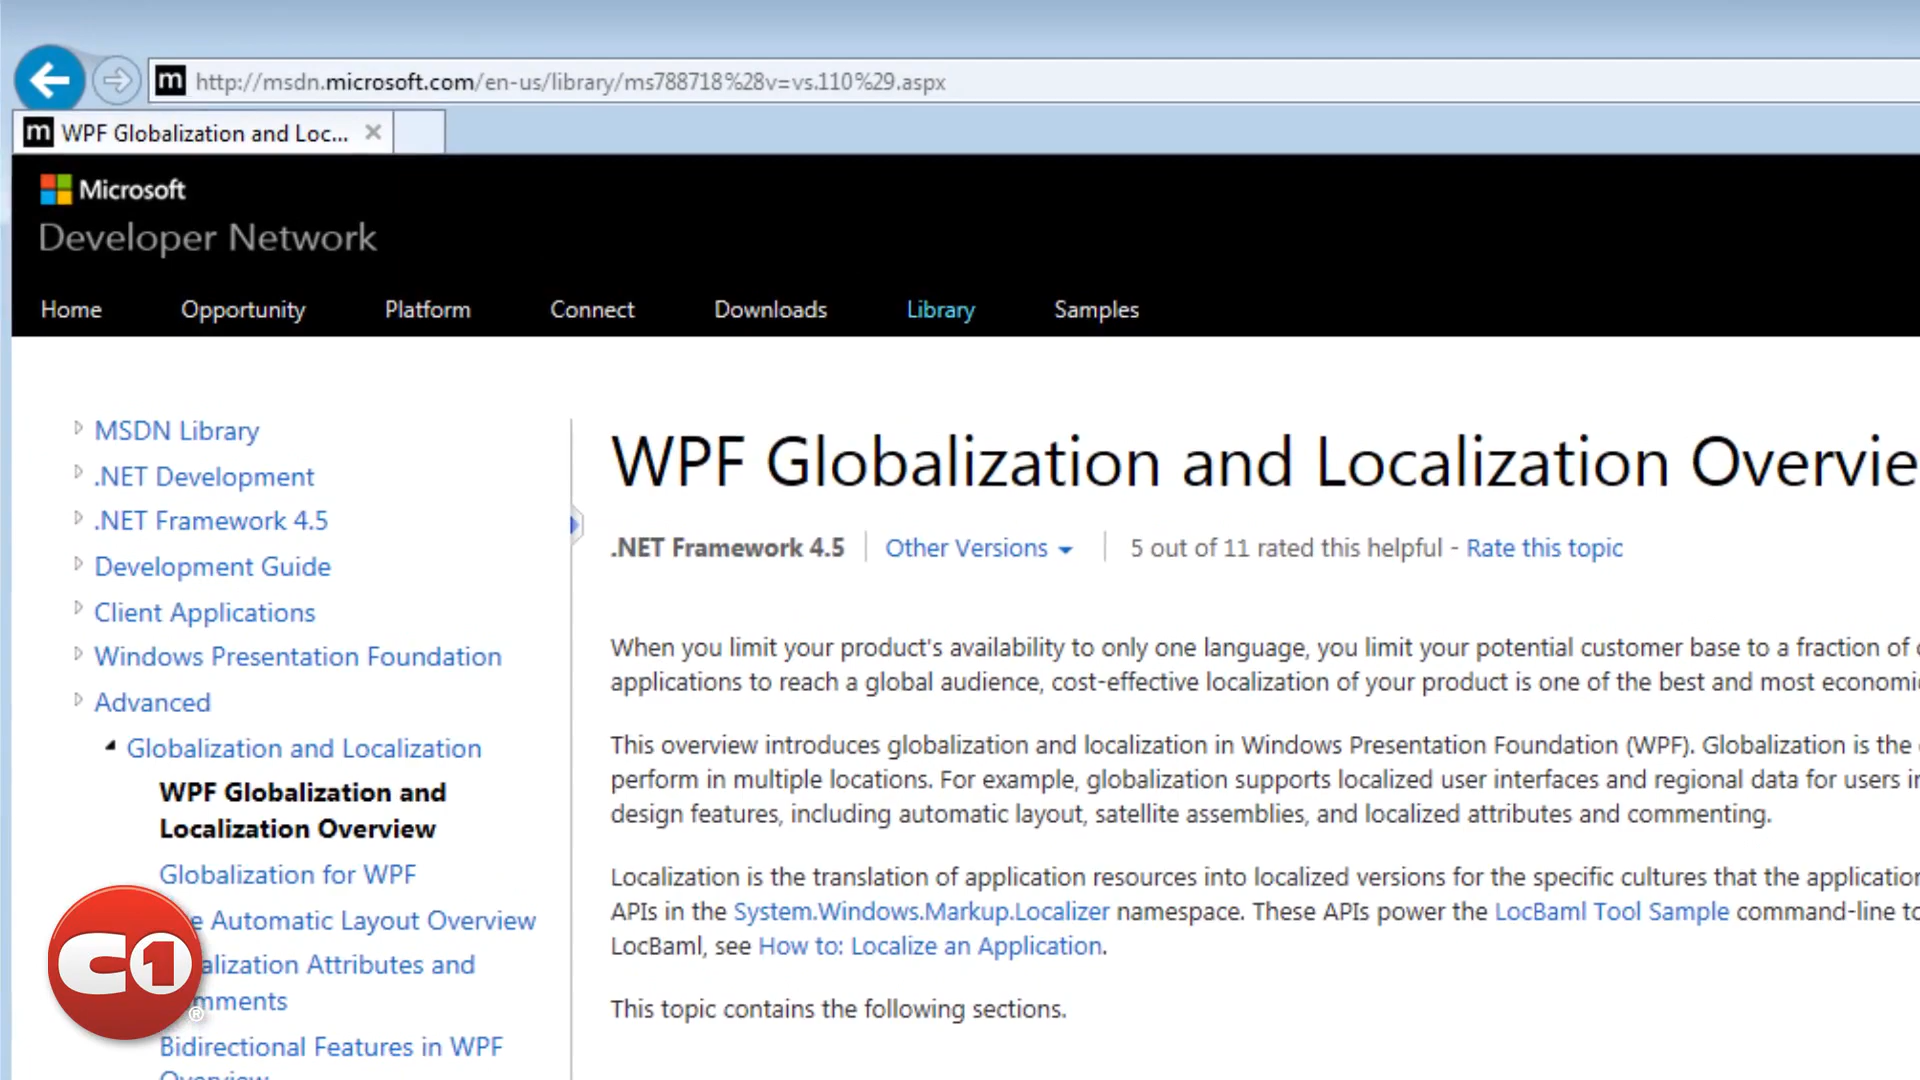 http://msdn.microsoft.com/en-us/library/ms788718%28v=vs.110%29.aspx
WPF Globalization and Loc...
Microsoft
Developer Network
Home Opportunity Platform Connect Downloads Library Samples
MSDN Library
.NET Development
.NET Framework 4.5
Development Guide
Client Applications
Windows Presentation Foundation
Advanced
Globalization and Localization
WPF Globalization and
Localization Overview
Globalization for WPF
Automatic Layout Overview
Attributes and
Bidirectional Features in WPF
C1
WPF Globalization and Localization Overvie
.NET Framework 4.5 Other Versions 5 out of 11 rated this helpful - Rate this topic
When you limit your product's availability to only one language, you limit your potential customer base to a fraction of
applications to reach a global audience, cost-effective localization of your product is one of the best and most economi
This overview introduces globalization and localization in Windows Presentation Foundation (WPF). Globalization is the
perform in multiple locations. For example, globalization supports localized user interfaces and regional data for users in
design features, including automatic layout, satellite assemblies, and localized attributes and commenting.
Localization is the translation of application resources into localized versions for the specific cultures that the application
APIs in the System.Windows.Markup.Localizer namespace. These APIs power the LocBaml Tool Sample command-line to
LocBaml, see How to: Localize an Application.
This topic contains the following sections.